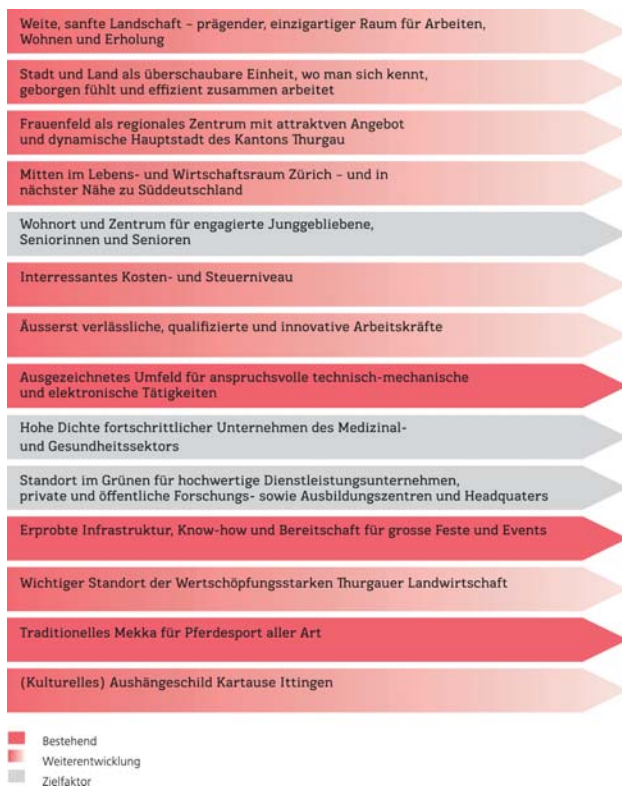 Weite, sanfte Landschaft – prägender, einzigartiger Raum für Arbeiten,
Wohnen und Erholung
Stadt und Land als überschaubare Einheit, wo man sich kennt,
geborgen fühlt und effizient zusammen arbeitet
Frauenfeld als regionales Zentrum mit attraktven Angebot
und dynamische Hauptstadt des Kantons Thurgau
Mitten im Lebens- und Wirtschaftsraum Zürich – und in
nächster Nähe zu Süddeutschland
Wohnort und Zentrum für engagierte Junggebliebene,
Seniorinnen und Senioren
Interressantes Kosten- und Steuerniveau
Äusserst verlässliche, qualifizierte und innovative Arbeitskräfte
Ausgezeichnetes Umfeld für anspruchsvolle technisch-mechanische
und elektronische Tätigkeiten
Hohe Dichte fortschrittlicher Unternehmen des Medizinal-
und Gesundheitssektors
Standort im Grünen für hochwertige Dienstleistungsunternehmen,
private und öffentliche Forschungs- sowie Ausbildungszentren und Headquaters
Erprobte Infrastruktur, Know-how und Bereitschaft für grosse Feste und Events
Wichtiger Standort der Wertschöpfungsstarken Thurgauer Landwirtschaft
Traditionelles Mekka für Pferdesport aller Art
(Kulturelles) Aushängeschild Kartause Ittingen
Bestehend
Weiterentwicklung
Zielfaktor